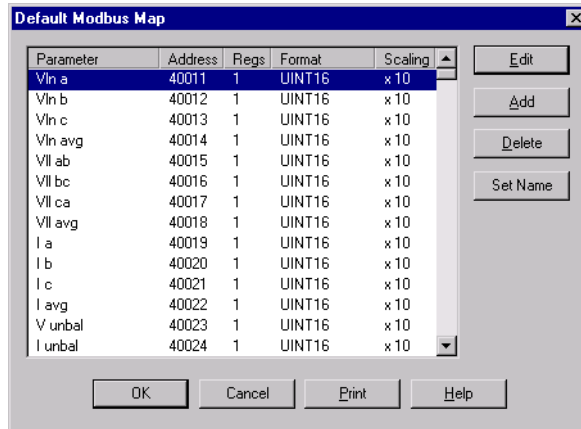 Default Modbus Map
Parameter Address Regs Format Scaling
Vln a 40011 1 UINT16 x 10
Vln b 40012 1 UINT16 x 10
Vln c 40013 1 UINT16 x 10
Vln avg 40014 1 UINT16 x 10
Vll ab 40015 1 UINT16 x 10
Vll bc 40016 1 UINT16 x 10
Vll ca 40017 1 UINT16 x 10
Vll avg 40018 1 UINT16 x 10
I a 40019 1 UINT16 x 10
I b 40020 1 UINT16 x 10
I c 40021 1 UINT16 x 10
I avg 40022 1 UINT16 x 10
V unbal 40023 1 UINT16 x 10
I unbal 40024 1 UINT16 x 10
Edit
Add
Delete
Set Name
OK Cancel Print Help